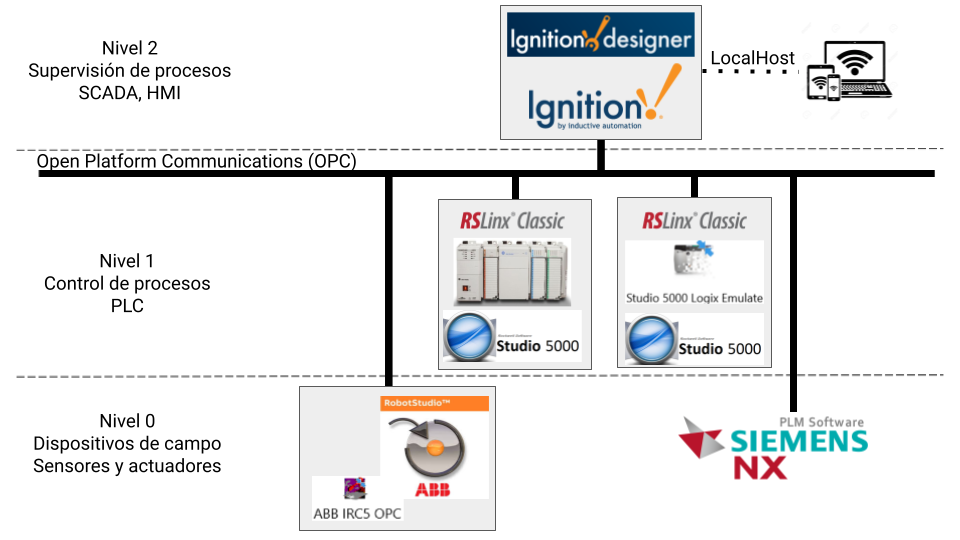 Nivel 2
Supervisión de procesos
SCADA, HMI
Ignition designer
Ignition!
by inductive automation
LocalHost
Open Platform Communications (OPC)
Nivel 1
Control de procesos
PLC
RSLinx® Classic
Studio 5000
RSLinx® Classic
Studio 5000 Logix Emulate
Studio 5000
Nivel 0
Dispositivos de campo
Sensores y actuadores
RobotStudio™
ABB
ABB IRC5 OPC
PLM Software
SIEMENS
NX